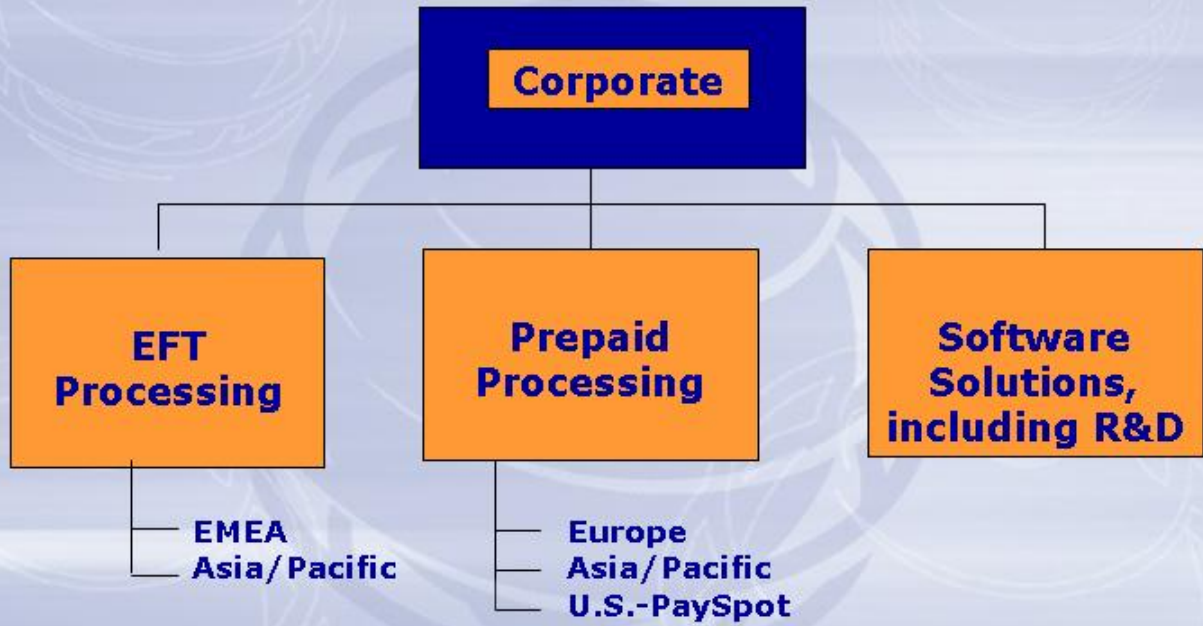 Corporate
EFT
Processing
Prepaid
Processing
Software
Solutions,
including R&D
EMEA
Asia/Pacific
Europe
Asia/Pacific
U.S.-PaySpot